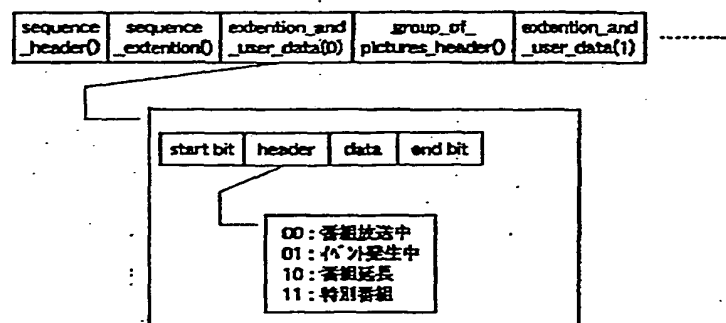 sequence
_header()
sequence
_extention()
extention_and
_user_data(0)
group_of_
pictures_header()
extention_and
_user_data(1)
start bit
header
data
end bit
00：番組放送中
01：イベント発生中
10：番組延長
11：特別番組